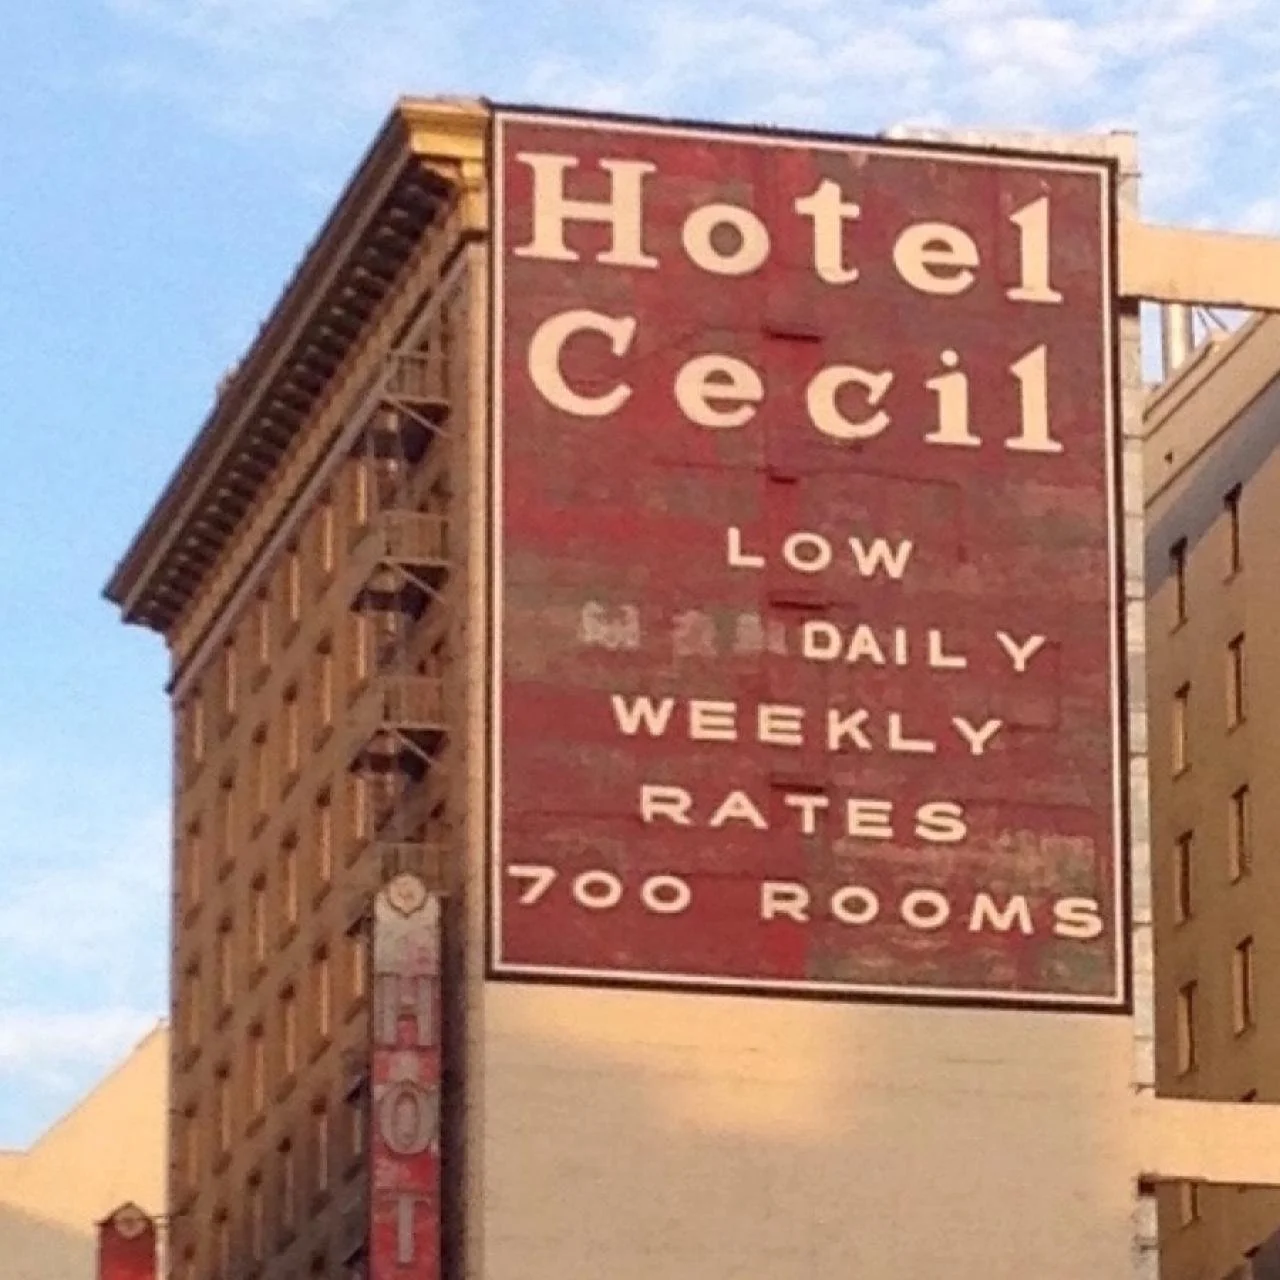 Hotel
Cecil
LOW
DAILY
WEEKLY
RATES
700 ROOMS
HOT